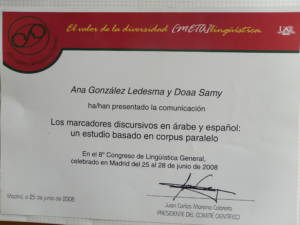 El valor de la diversidad (META)lingüística
Ana González Ledesma y Doaa Samy
ha/han presentado la comunicación
Los marcadores discursivos en árabe y español:
un estudio basado en corpus paralelo
En el 8º Congreso de Lingüística General,
celebrado en Madrid del 25 al 28 de junio de 2008
Madrid, a 25 de junio de 2008
Juan Carlos Moreno Cabrera
PRESIDENTE DEL COMITÉ CIENTÍFICO